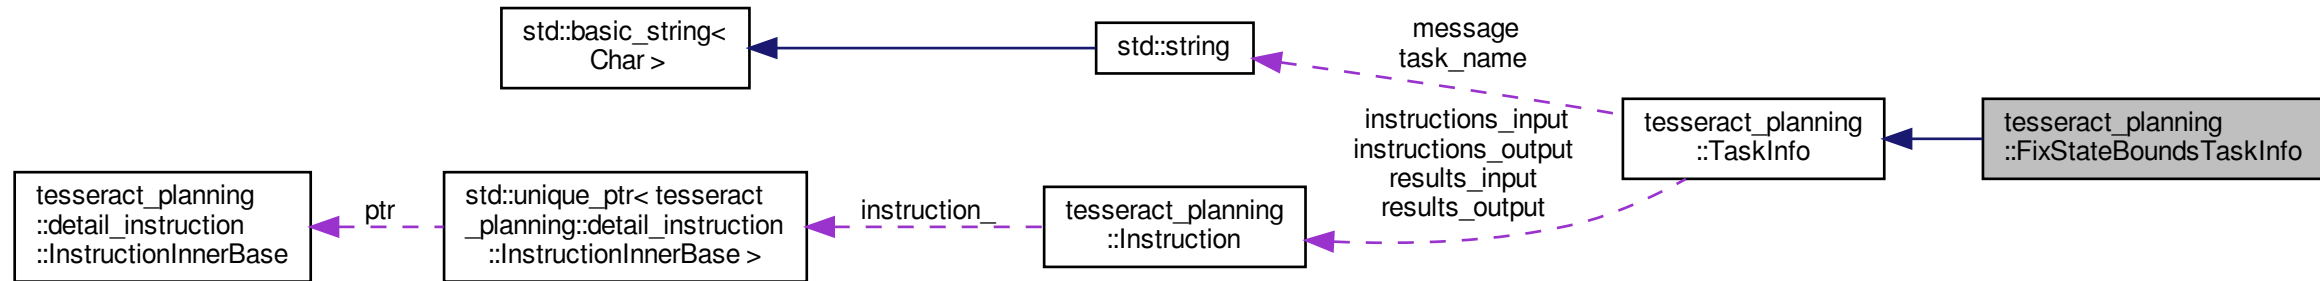 std::basic_string<
Char >
std::string
message
task_name
tesseract_planning
::TaskInfo
tesseract_planning
::FixStateBoundsTaskInfo
instructions_input
instructions_output
results_input
results_output
tesseract_planning
::detail_instruction
::InstructionInnerBase
ptr
std::unique_ptr< tesseract
_planning::detail_instruction
::InstructionInnerBase >
instruction_
tesseract_planning
::Instruction